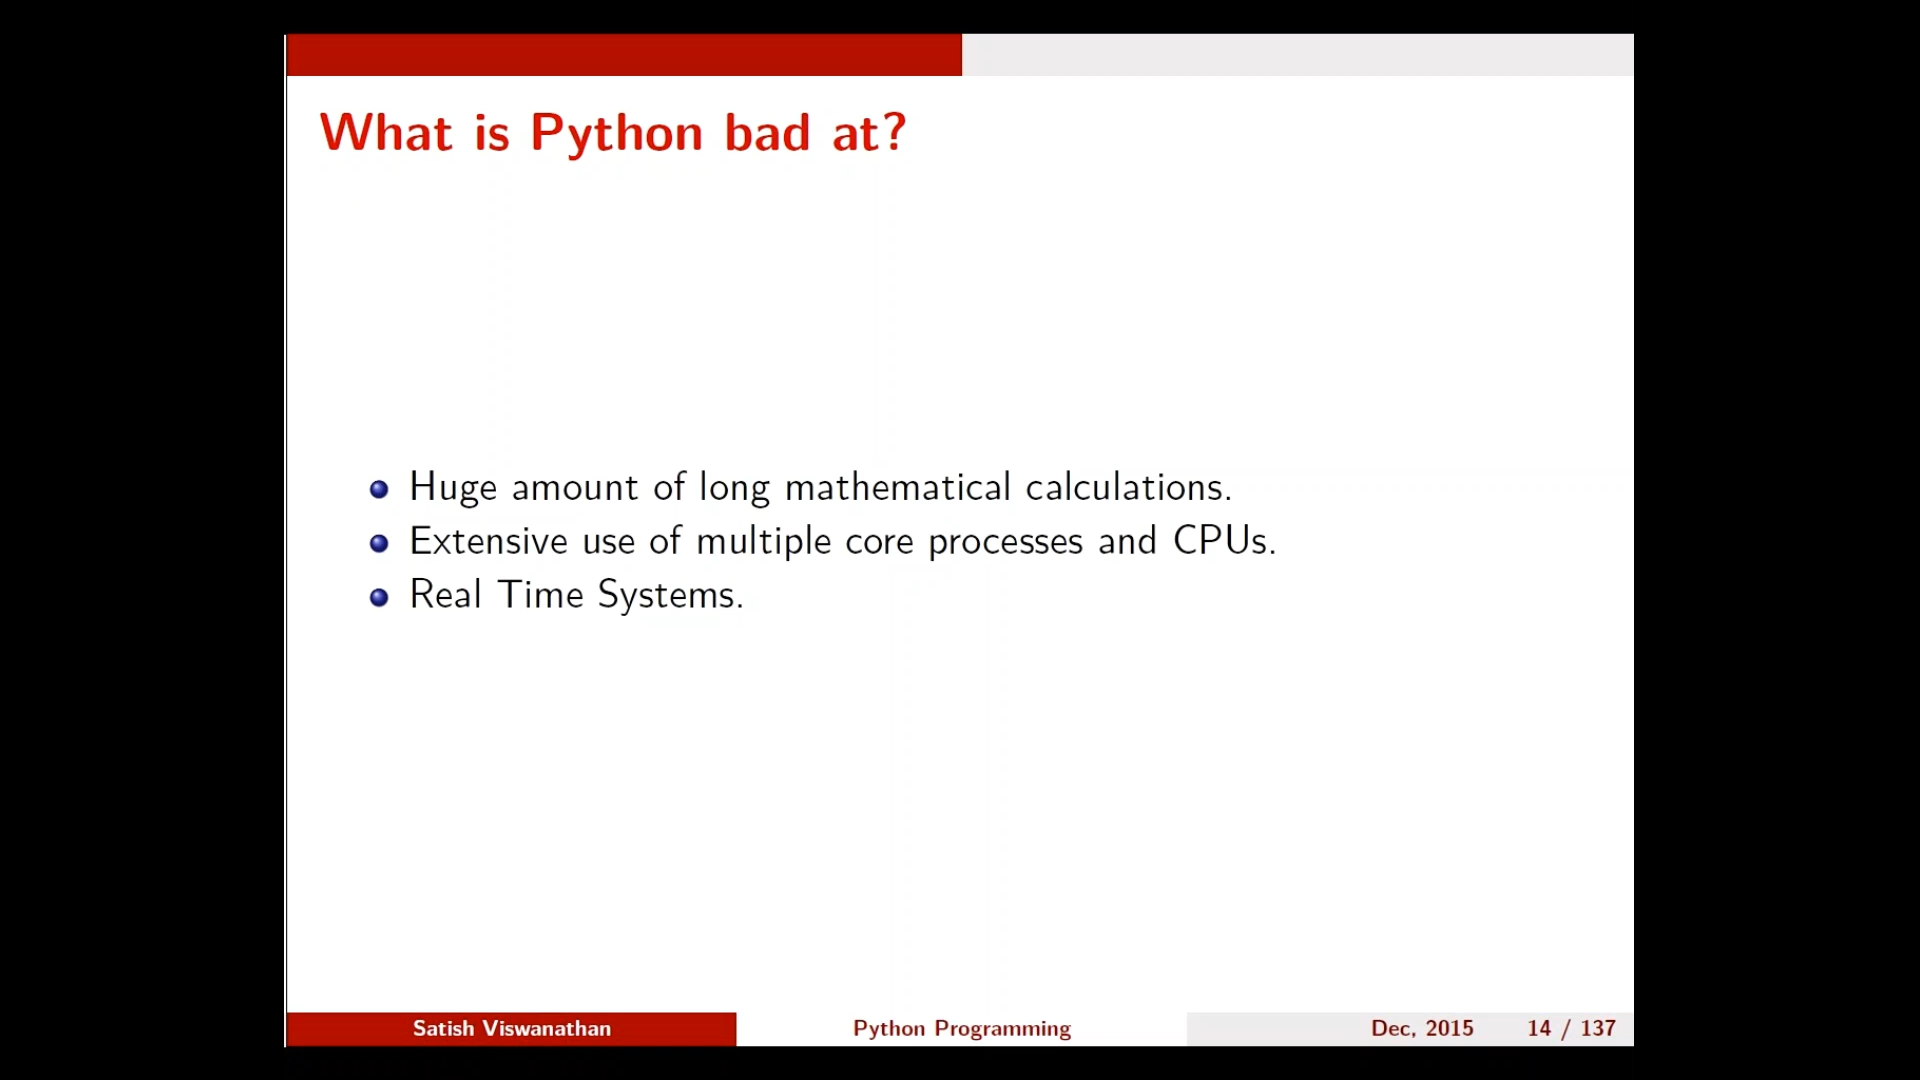 What is Python bad at?
Huge amount of long mathematical calculations.
Extensive use of multiple core processes and CPUs.
Real Time Systems.
Satish Viswanathan Python Programming Dec, 2015 14 / 137